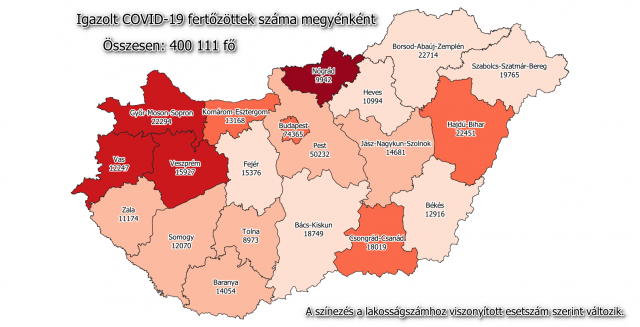 Igazolt COVID-19 fertőzöttek száma megyénként
Összesen: 400 111 fő
Borsod-Abaúj-Zemplén
22714
Szabolcs-Szatmár-Bereg
19765
Nógrád
9942
Heves
10994
Győr-Moson-Sopron
22294
Komárom-Esztergom
13168
Budapest
74365
Hajdú-Bihar
22451
Pest
50232
Jász-Nagykun-Szolnok
14681
Vas
12247
Veszprém
15927
Fejér
15376
Zala
11174
Somogy
12070
Tolna
8973
Bács-Kiskun
18749
Békés
12916
Csongrád-Csanád
18019
Baranya
14054
A színezés a lakosságszámhoz viszonyított esetszám szerint változik.